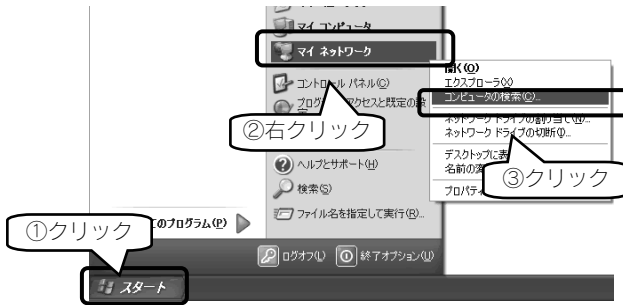 マイ コンピュータ
マイ ネットワーク
コントロール パネル(C)
開く(O)
エクスプローラ(X)
コンピュータの検索(C)...
ネットワーク ドライブの割り当て(N)...
ネットワーク ドライブの切断(I)...
②右クリック
デスクトップに表
名前の変
プロパティ
③クリック
ヘルプとサポート(H)
検索(S)
ファイル名を指定して実行(R)...
①クリック
てのプログラム(P)
ログオフ(L)
終了オプション(U)
スタート